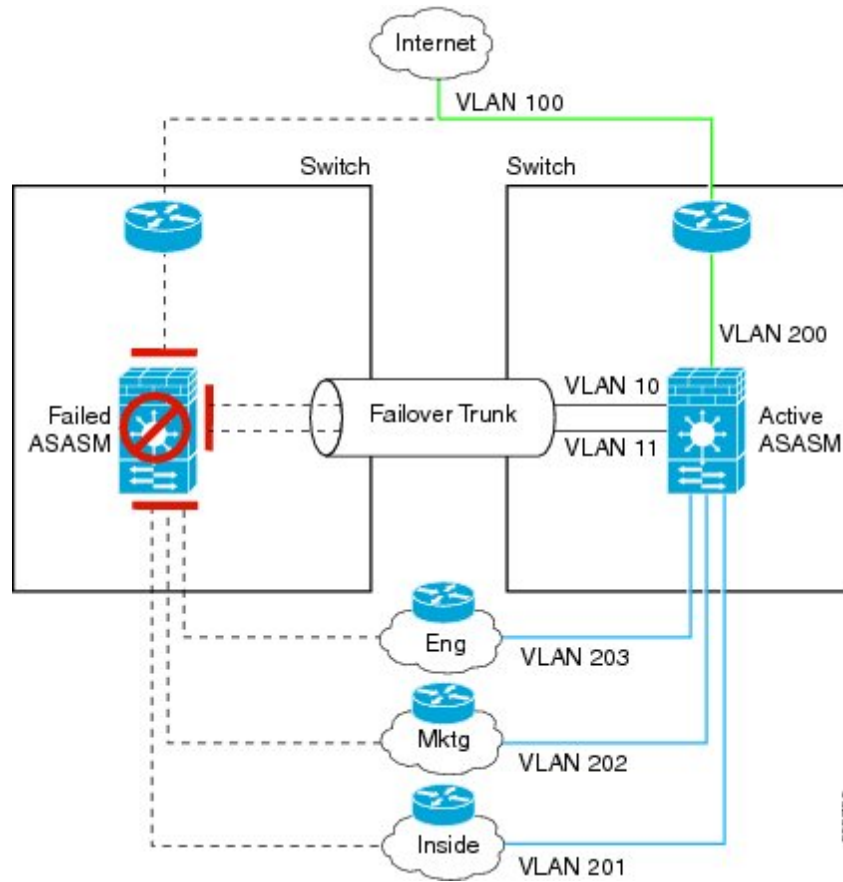 Internet
VLAN 100
Switch
Switch
VLAN 200
Failed
ASASM
Failover Trunk
VLAN 10
VLAN 11
Active
ASASM
Eng
VLAN 203
Mktg
VLAN 202
Inside
VLAN 201